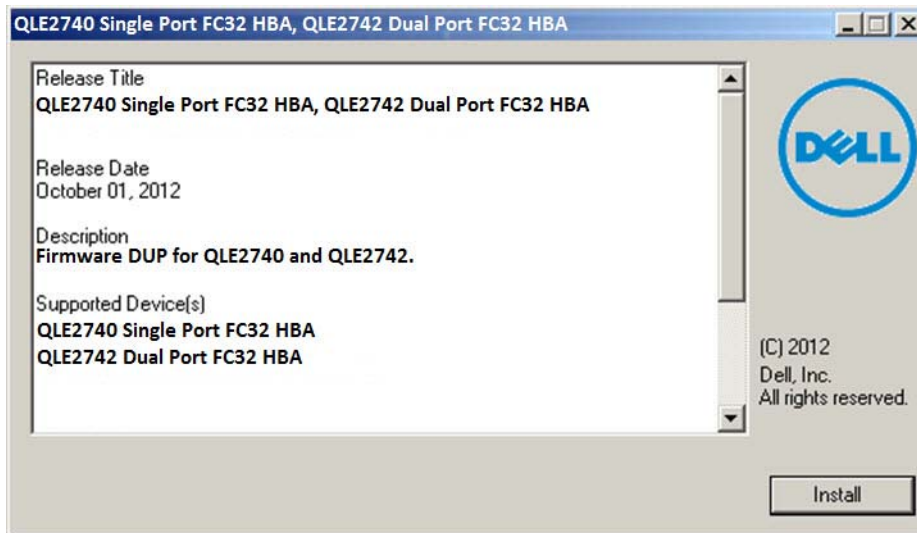 QLE2740 Single Port FC32 HBA, QLE2742 Dual Port FC32 HBA
Release Title
QLE2740 Single Port FC32 HBA, QLE2742 Dual Port FC32 HBA
Release Date
October 01, 2012
Description
Firmware DUP for QLE2740 and QLE2742.
Supported Device(s)
QLE2740 Single Port FC32 HBA
QLE2742 Dual Port FC32 HBA
DELL
(C) 2012
Dell, Inc.
All rights reserved.
Install